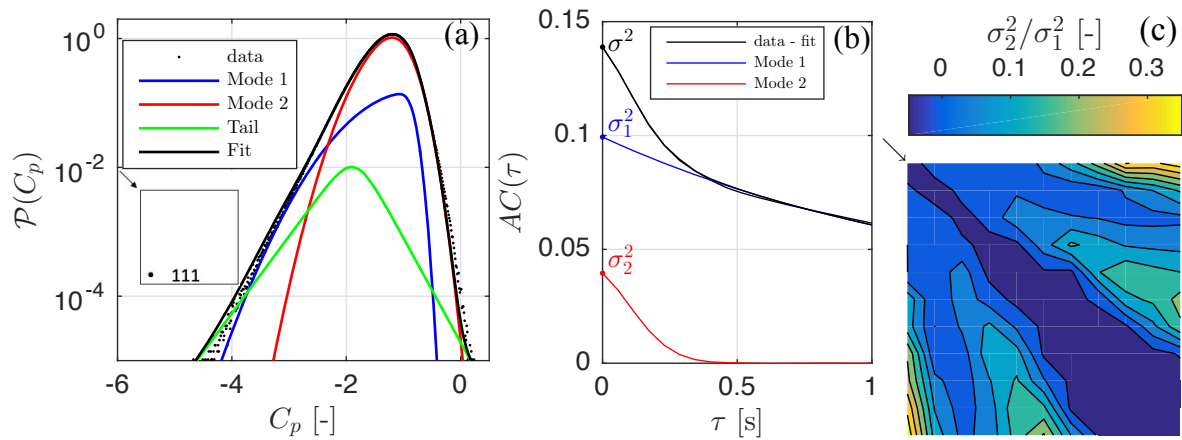 (a)
data
Mode 1
Mode 2
Tail
Fit
111
10^0
10^{-2}
10^{-4}
P(C_p)
-6 -4 -2 0
C_p [-]
(b)
data - fit
Mode 1
Mode 2
σ^2
σ_1^2
σ_2^2
0.15
0.1
0.05
0
AC(τ)
0 0.5 1
τ [s]
σ_2^2/σ_1^2 [-] (c)
0 0.1 0.2 0.3